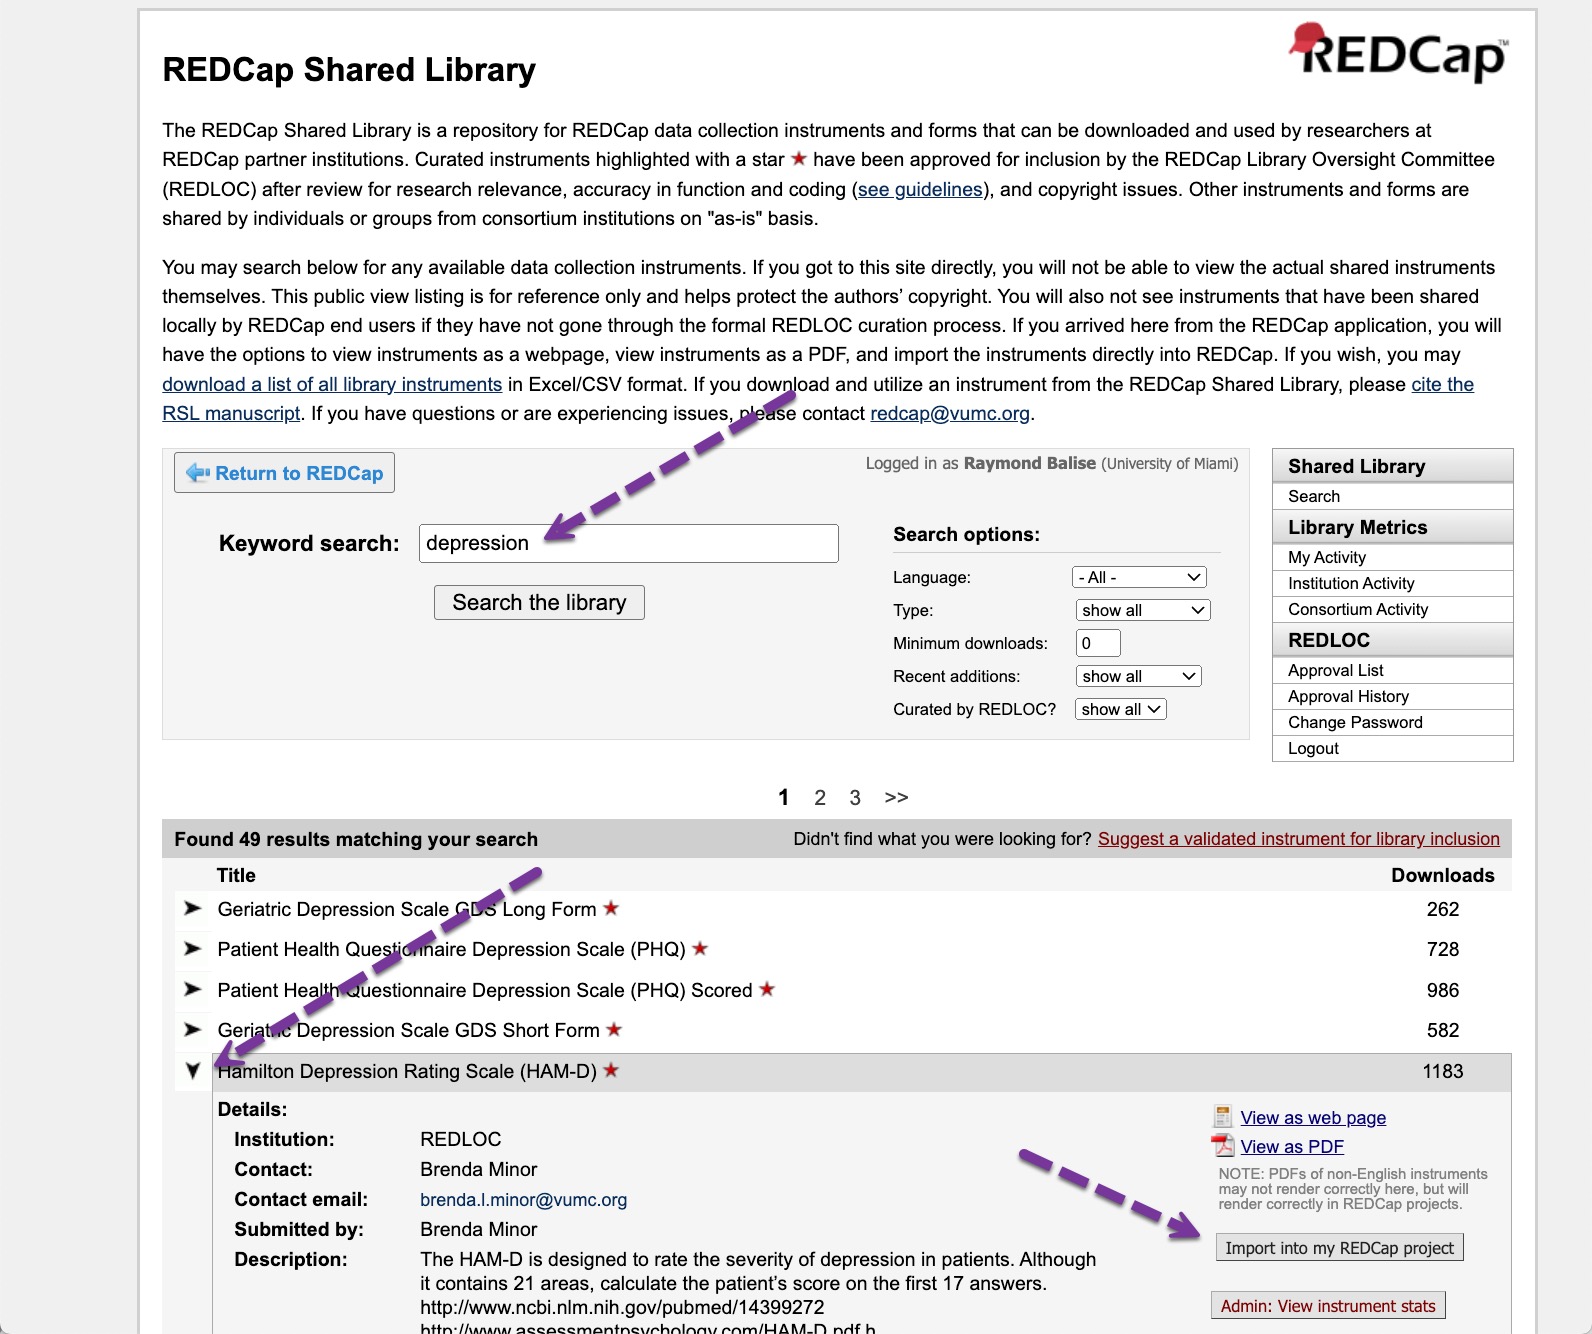 REDCap Shared Library
REDCap™
The REDCap Shared Library is a repository for REDCap data collection instruments and forms that can be downloaded and used by researchers at
REDCap partner institutions. Curated instruments highlighted with a star ★ have been approved for inclusion by the REDCap Library Oversight Committee
(REDLOC) after review for research relevance, accuracy in function and coding (see guidelines), and copyright issues. Other instruments and forms are
shared by individuals or groups from consortium institutions on "as-is" basis.
You may search below for any available data collection instruments. If you got to this site directly, you will not be able to view the actual shared instruments
themselves. This public view listing is for reference only and helps protect the authors’ copyright. You will also not see instruments that have been shared
locally by REDCap end users if they have not gone through the formal REDLOC curation process. If you arrived here from the REDCap application, you will
have the options to view instruments as a webpage, view instruments as a PDF, and import the instruments directly into REDCap. If you wish, you may
download a list of all library instruments in Excel/CSV format. If you download and utilize an instrument from the REDCap Shared Library, please cite the
RSL manuscript. If you have questions or are experiencing issues, please contact redcap@vumc.org.
Return to REDCap
Logged in as Raymond Balise (University of Miami)
Keyword search: depression
Search the library
Search options:
Language: - All -
Type: show all
Minimum downloads: 0
Recent additions: show all
Curated by REDLOC? show all
Shared Library
Search
Library Metrics
My Activity
Institution Activity
Consortium Activity
REDLOC
Approval List
Approval History
Change Password
Logout
1 2 3 >>
Found 49 results matching your search
Didn't find what you were looking for? Suggest a validated instrument for library inclusion
Title Downloads
Geriatric Depression Scale GDS Long Form ★ 262
Patient Health Questionnaire Depression Scale (PHQ) ★ 728
Patient Health Questionnaire Depression Scale (PHQ) Scored ★ 986
Geriatric Depression Scale GDS Short Form ★ 582
Hamilton Depression Rating Scale (HAM-D) ★ 1183
Details:
Institution: REDLOC
Contact: Brenda Minor
Contact email: brenda.l.minor@vumc.org
Submitted by: Brenda Minor
Description: The HAM-D is designed to rate the severity of depression in patients. Although
it contains 21 areas, calculate the patient’s score on the first 17 answers.
http://www.ncbi.nlm.nih.gov/pubmed/14399272
http://www.assessmentpsychology.com/HAM-D.pdf h
View as web page
View as PDF
NOTE: PDFs of non-English instruments
may not render correctly here, but will
render correctly in REDCap projects.
Import into my REDCap project
Admin: View instrument stats